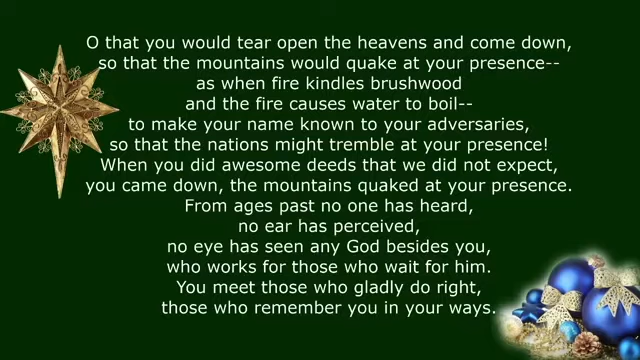 O that you would tear open the heavens and come down,
so that the mountains would quake at your presence--
as when fire kindles brushwood
and the fire causes water to boil--
to make your name known to your adversaries,
so that the nations might tremble at your presence!
When you did awesome deeds that we did not expect,
you came down, the mountains quaked at your presence.
From ages past no one has heard,
no ear has perceived,
no eye has seen any God besides you,
who works for those who wait for him.
You meet those who gladly do right,
those who remember you in your ways.